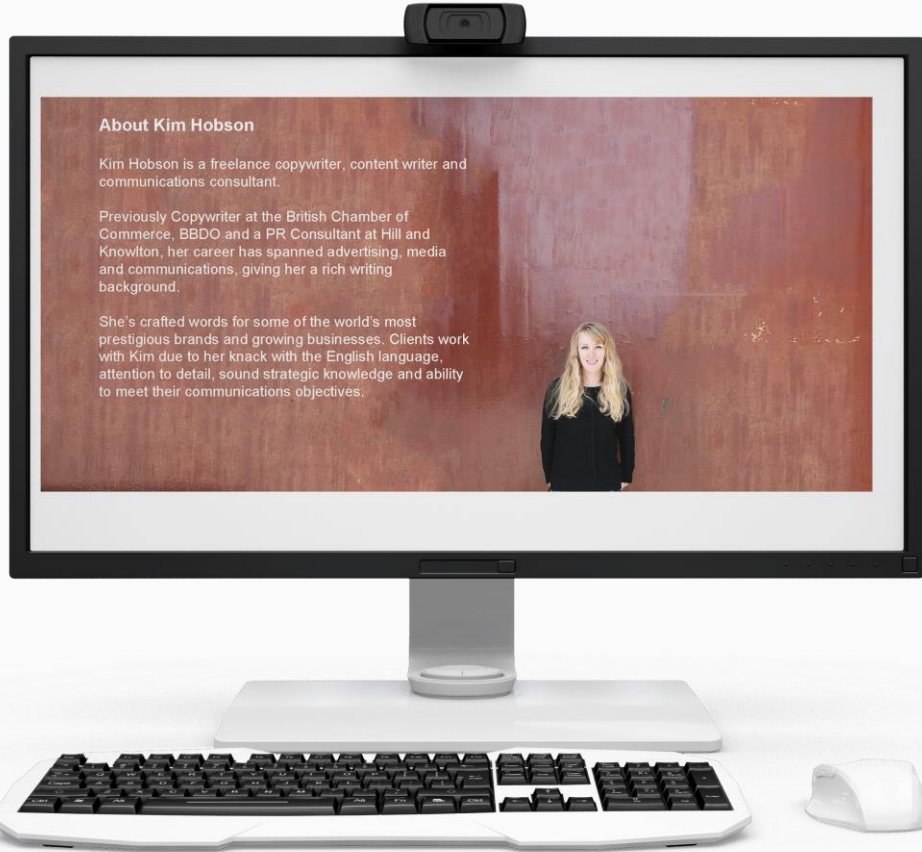 About Kim Hobson
Kim Hobson is a freelance copywriter, content writer and
communications consultant.
Previously Copywriter at the British Chamber of
Commerce, BBDO and a PR Consultant at Hill and
Knowlton, her career has spanned advertising, media
and communications, giving her a rich writing
background.
She's crafted words for some of the world's most
prestigious brands and growing businesses. Clients work
with Kim due to her knack with the English language,
attention to detail, sound strategic knowledge and ability
to meet their communications objectives.